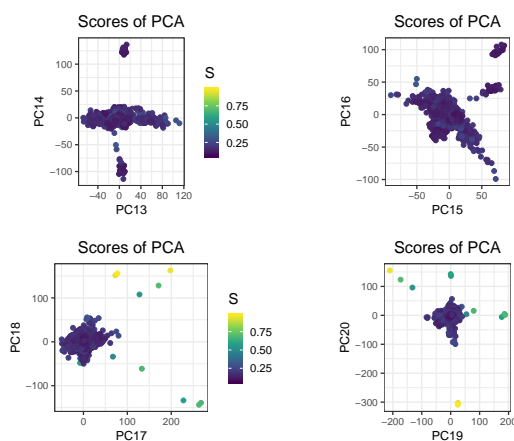 Scores of PCA
PC14
100
50
0
−50
−100
−40 0 40 80 120
PC13
S
0.75
0.50
0.25
Scores of PCA
PC16
100
50
0
−50
−100
−50 0 50
PC15
Scores of PCA
PC18
100
0
−100
0 100 200
PC17
S
0.75
0.50
0.25
Scores of PCA
PC20
100
0
−100
−200
−300
−200 −100 0 100 200
PC19